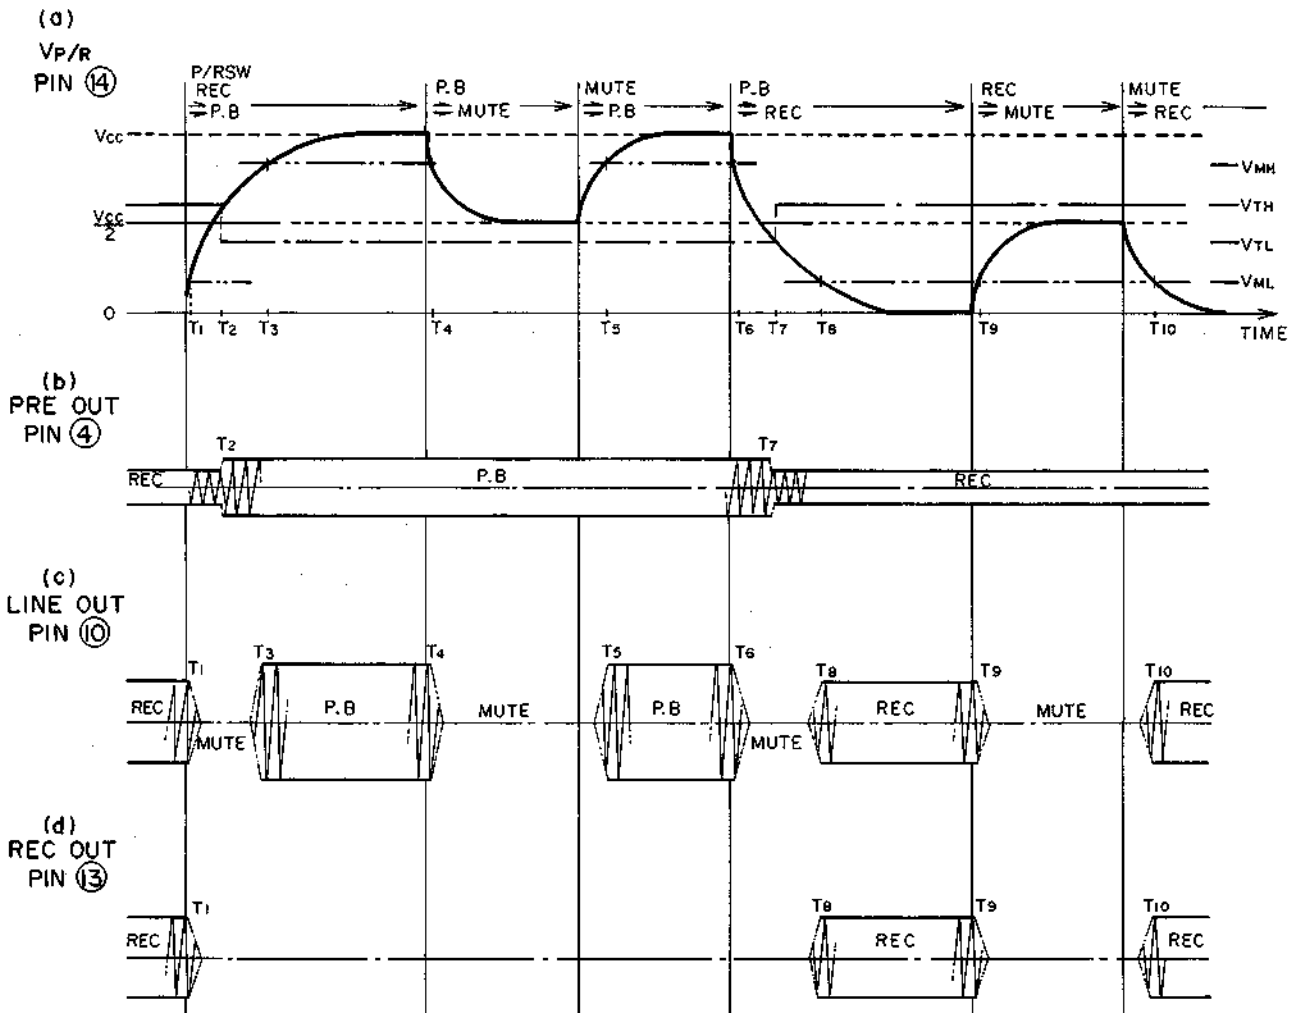 (a)
VP/R
PIN 14
P/RSW
REC
⇌ P.B
P.B
⇌ MUTE
MUTE
⇌ P.B
P.B
⇌ REC
REC
⇌ MUTE
MUTE
⇌ REC
VCC
VCC
2
O
VMH
VTH
VTL
VML
T1 T2 T3 T4 T5 T6 T7 T8 T9 T10
TIME
(b)
PRE OUT
PIN 4
T2 T7
REC P.B REC
(c)
LINE OUT
PIN 10
T1 T3 T4 T5 T6 T8 T9 T10
REC MUTE P.B MUTE P.B MUTE REC MUTE REC
(d)
REC OUT
PIN 13
T1 T8 T9 T10
REC REC REC